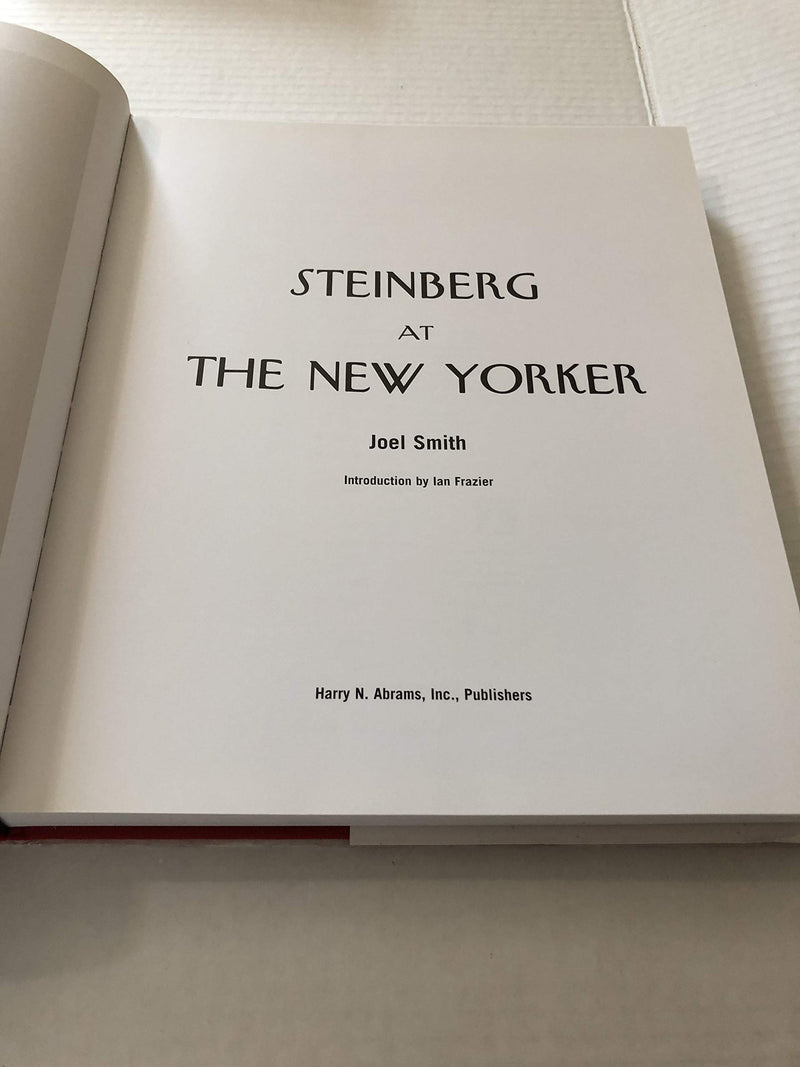 STEINBERG
AT
THE NEW YORKER
Joel Smith
Introduction by Ian Frazier
Harry N. Abrams, Inc., Publishers